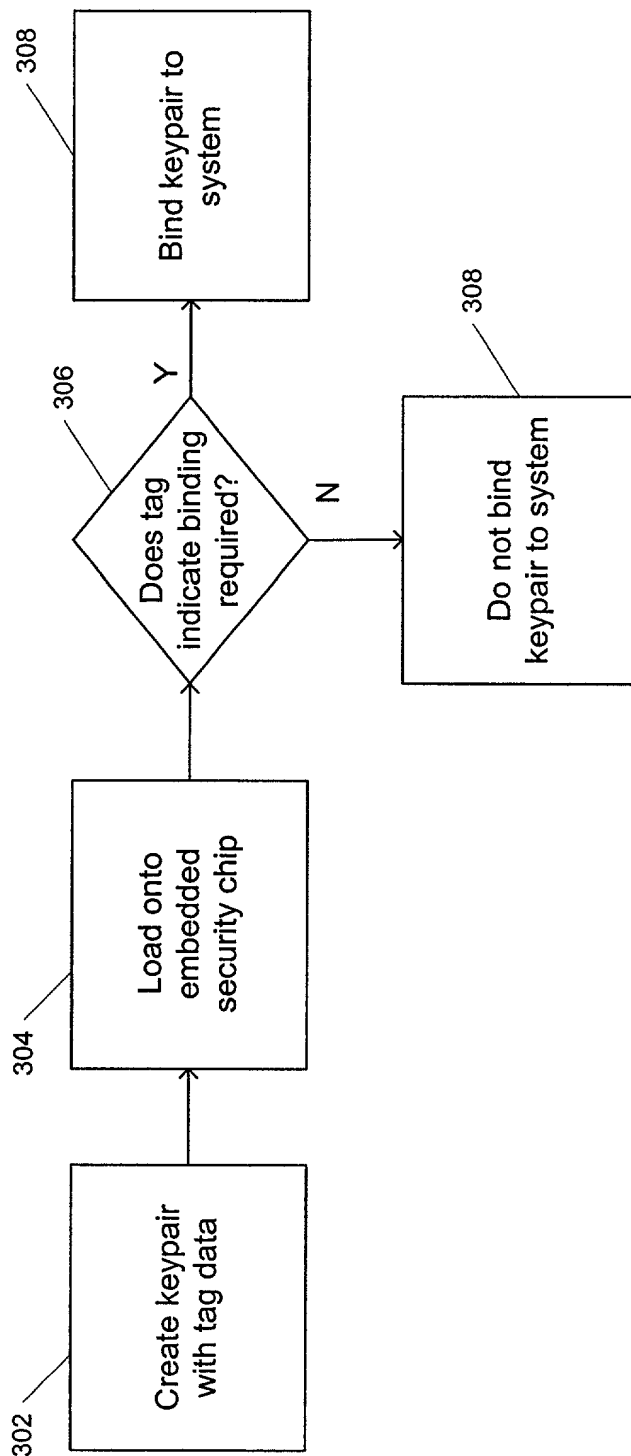 302
Create keypair
with tag data
304
Load onto
embedded
security chip
306
Does tag
indicate binding
required?
Y
308
Bind keypair to
system
N
308
Do not bind
keypair to system